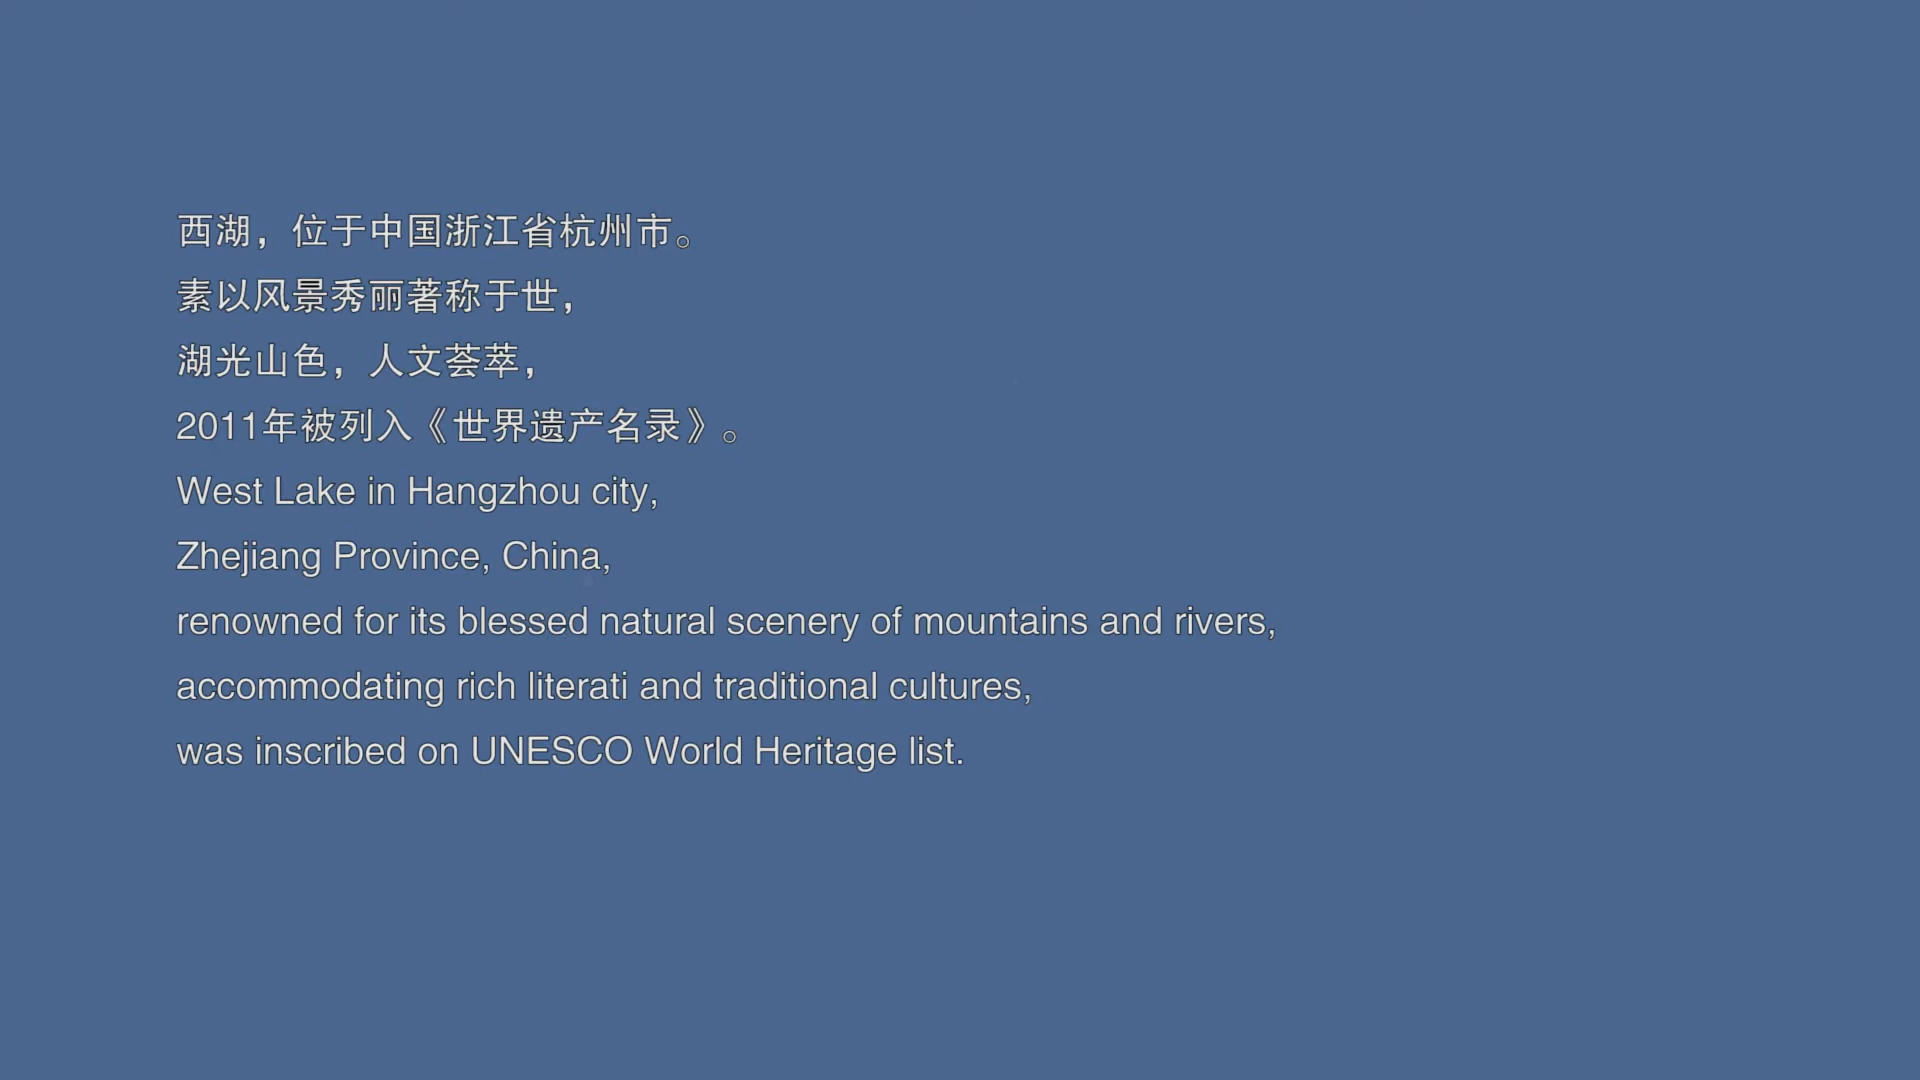 西湖，位于中国浙江省杭州市。
素以风景秀丽著称于世，
湖光山色，人文荟萃，
2011年被列入《世界遗产名录》。
West Lake in Hangzhou city,
Zhejiang Province, China,
renowned for its blessed natural scenery of mountains and rivers,
accommodating rich literati and traditional cultures,
was inscribed on UNESCO World Heritage list.